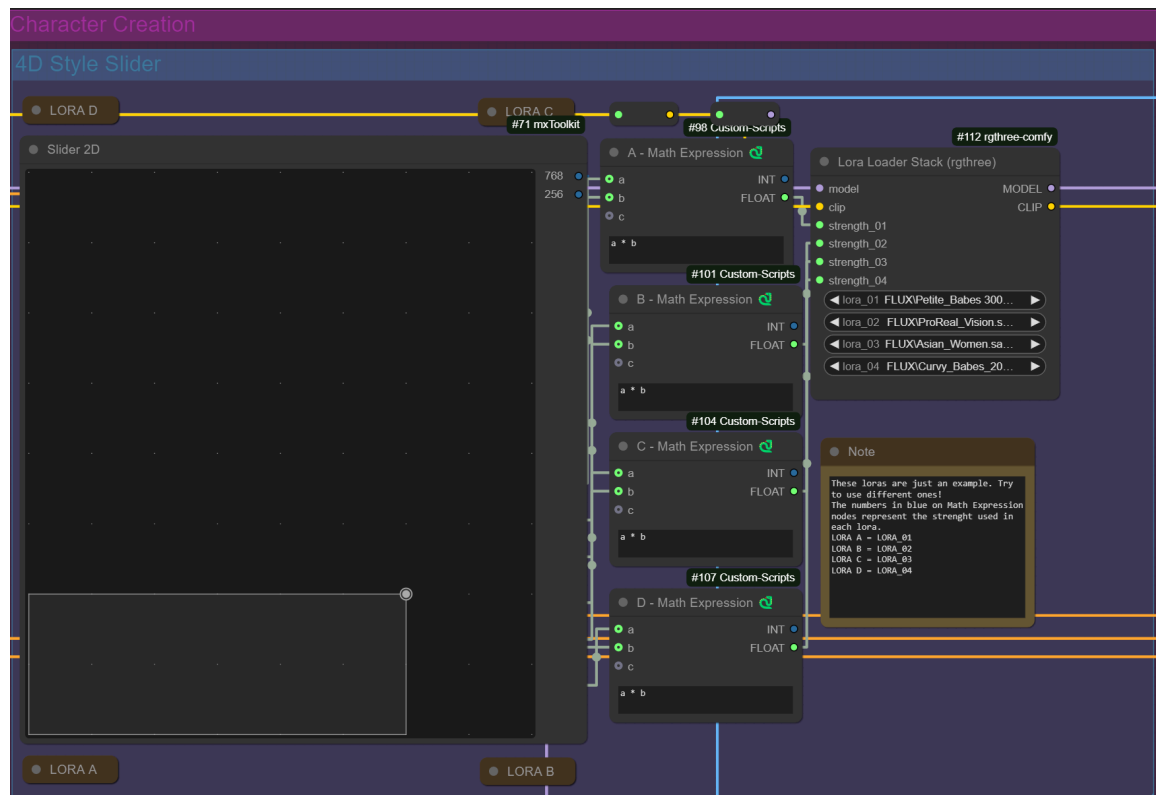 Character Creation
4D Style Slider
LORA D
LORA C
#71 mxToolkit
#98 Custom-Scripts
#112 rgthree-comfy
Slider 2D
768
256
A - Math Expression
a
INT
b
FLOAT
c
a * b
#101 Custom-Scripts
B - Math Expression
a
INT
b
FLOAT
c
a * b
#104 Custom-Scripts
C - Math Expression
a
INT
b
FLOAT
c
a * b
#107 Custom-Scripts
D - Math Expression
a
INT
b
FLOAT
c
a * b
Lora Loader Stack (rgthree)
model
MODEL
clip
CLIP
strength_01
strength_02
strength_03
strength_04
lora_01 FLUX\Petite_Babes 300...
lora_02 FLUX\ProReal_Vision.s...
lora_03 FLUX\Asian_Women.sa...
lora_04 FLUX\Curvy_Babes_20...
Note
These loras are just an example. Try
to use different ones!
The numbers in blue on Math Expression
nodes represent the strenght used in
each lora.
LORA A = LORA_01
LORA B = LORA_02
LORA C = LORA_03
LORA D = LORA_04
LORA A
LORA B